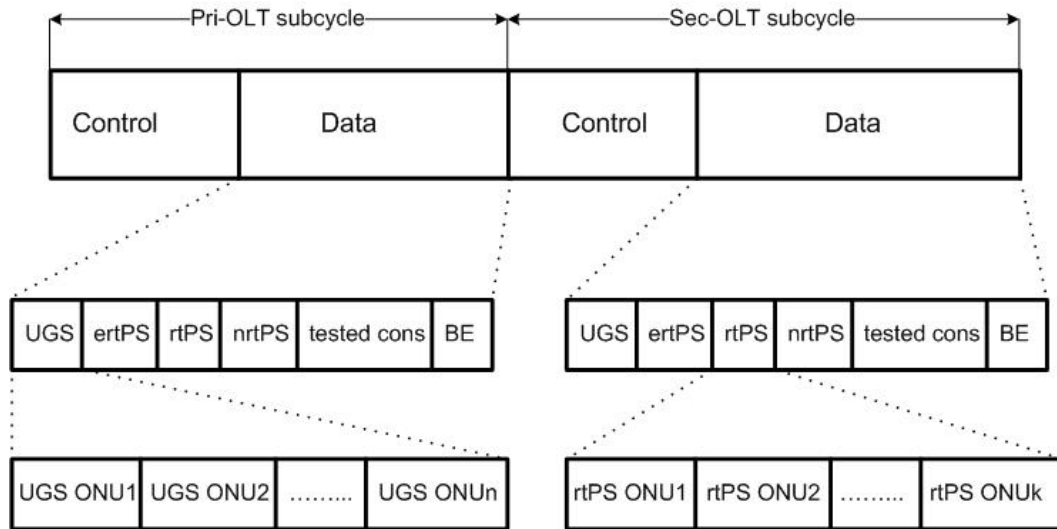 Pri-OLT subcycle Sec-OLT subcycle
Control Data Control Data
UGS ertPS rtPS nrtPS tested cons BE UGS ertPS rtPS nrtPS tested cons BE
UGS ONU1 UGS ONU2 ......... UGS ONUn rtPS ONU1 rtPS ONU2 ......... rtPS ONUk